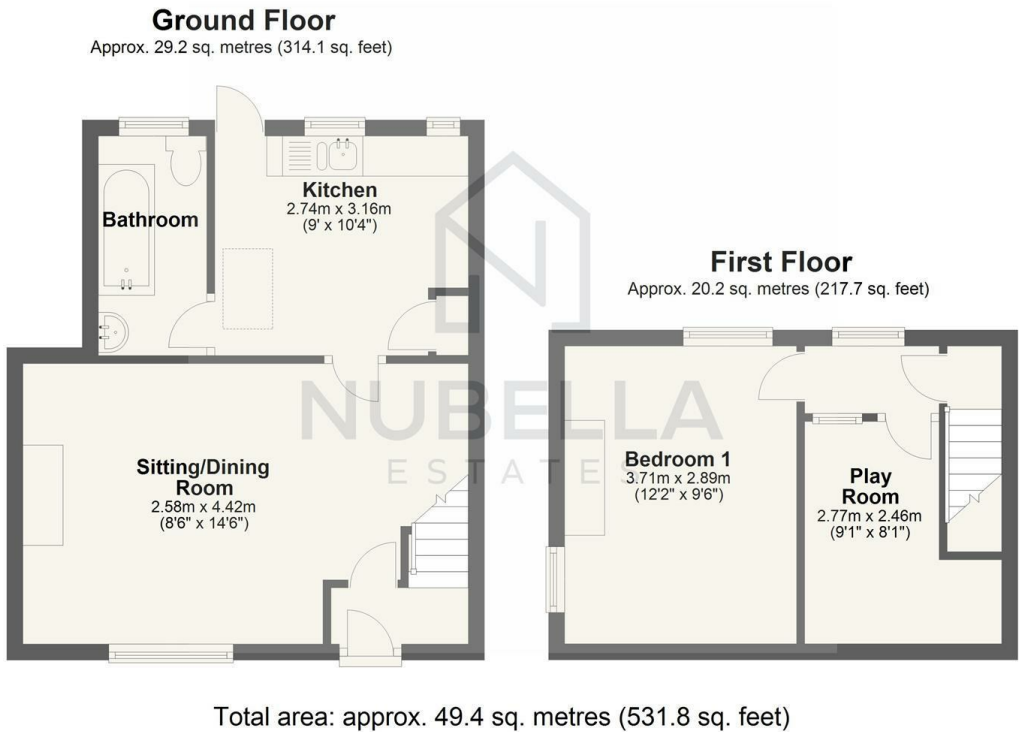 Ground Floor
Approx. 29.2 sq. metres (314.1 sq. feet)
Kitchen
2.74m x 3.16m
(9' x 10'4")
Bathroom
First Floor
Approx. 20.2 sq. metres (217.7 sq. feet)
NUBELLA
ESTATES
Sitting/Dining
Room
2.58m x 4.42m
(8'6" x 14'6")
Bedroom 1
3.71m x 2.89m
(12'2" x 9'6")
Play
Room
2.77m x 2.46m
(9'1" x 8'1")
Total area: approx. 49.4 sq. metres (531.8 sq. feet)